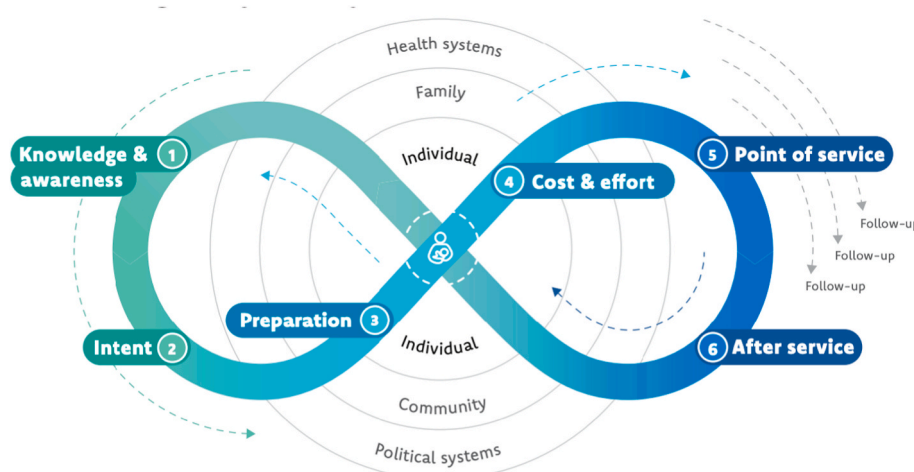 Health systems
Family
Individual
Knowledge &
awareness
1
4 Cost & effort
5 Point of service
Follow-up
Follow-up
Follow-up
Preparation 3
Intent 2
Individual
6 After service
Community
Political systems